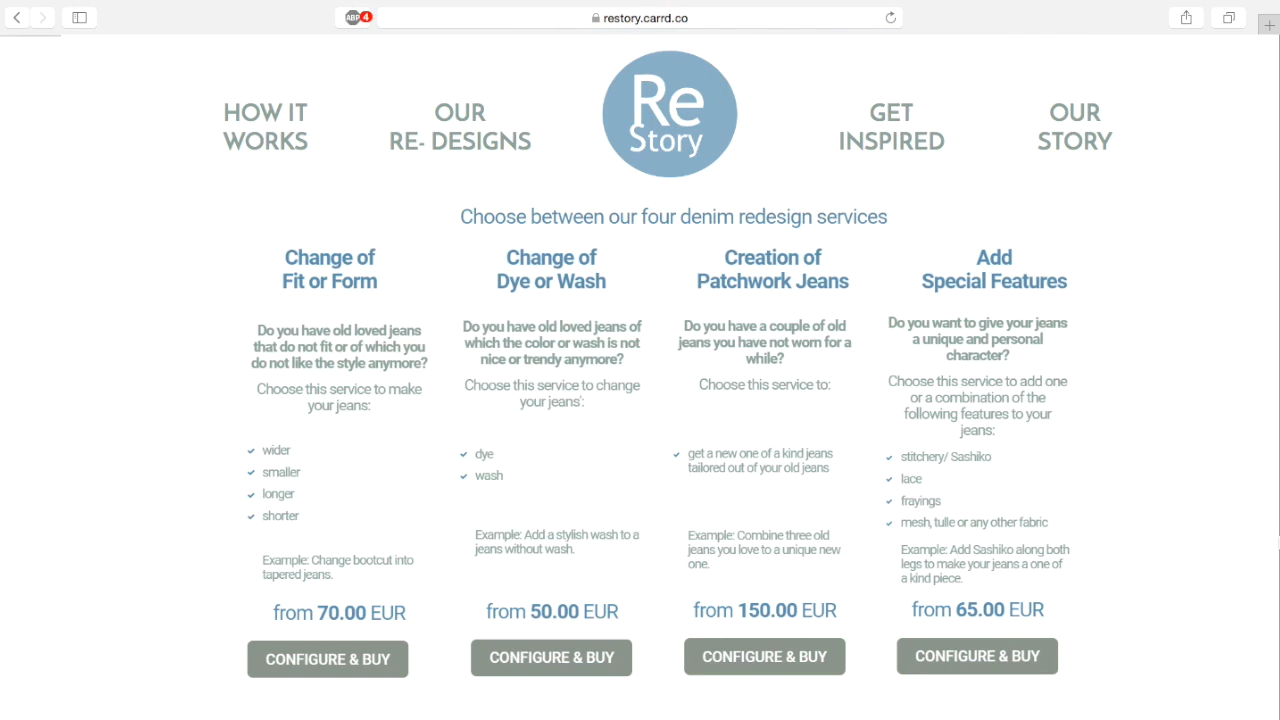 ABP 4
restory.carrd.co
HOW IT
WORKS
OUR
RE- DESIGNS
Re
Story
GET
INSPIRED
OUR
STORY
Choose between our four denim redesign services
Change of
Fit or Form
Do you have old loved jeans
that do not fit or of which you
do not like the style anymore?
Choose this service to make
your jeans:
wider
smaller
longer
shorter
Example: Change bootcut into
tapered jeans.
from 70.00 EUR
CONFIGURE & BUY
Change of
Dye or Wash
Do you have old loved jeans of
which the color or wash is not
nice or trendy anymore?
Choose this service to change
your jeans':
dye
wash
Example: Add a stylish wash to a
jeans without wash.
from 50.00 EUR
CONFIGURE & BUY
Creation of
Patchwork Jeans
Do you have a couple of old
jeans you have not worn for a
while?
Choose this service to:
get a new one of a kind jeans
tailored out of your old jeans
Example: Combine three old
jeans you love to a unique new
one.
from 150.00 EUR
CONFIGURE & BUY
Add
Special Features
Do you want to give your jeans
a unique and personal
character?
Choose this service to add one
or a combination of the
following features to your
jeans:
stitchery/ Sashiko
lace
frayings
mesh, tulle or any other fabric
Example: Add Sashiko along both
legs to make your jeans a one of
a kind piece.
from 65.00 EUR
CONFIGURE & BUY